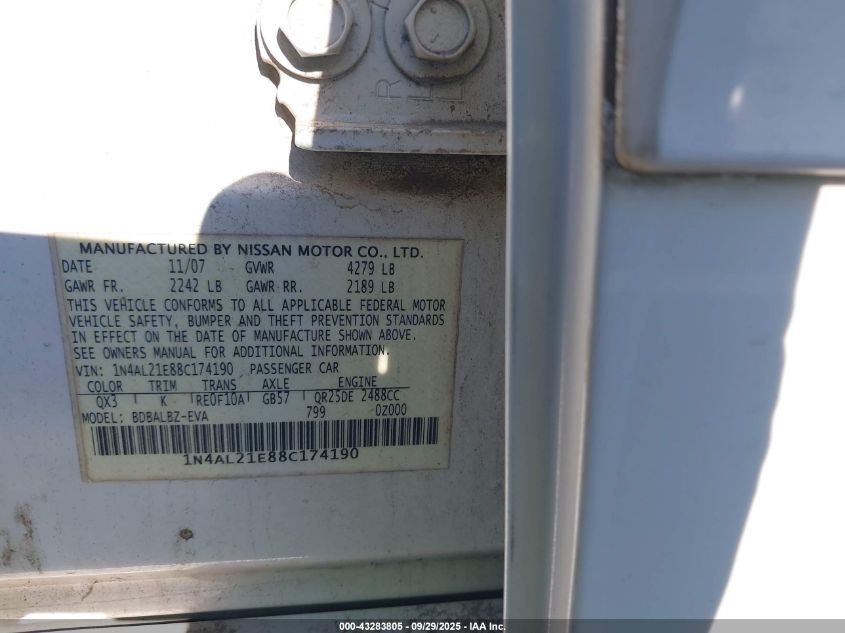 R
MANUFACTURED BY NISSAN MOTOR CO., LTD.
DATE 11/07 GVWR 4279 LB
GAWR FR. 2242 LB GAWR RR. 2189 LB
THIS VEHICLE CONFORMS TO ALL APPLICABLE FEDERAL MOTOR
VEHICLE SAFETY, BUMPER AND THEFT PREVENTION STANDARDS
IN EFFECT ON THE DATE OF MANUFACTURE SHOWN ABOVE.
SEE OWNERS MANUAL FOR ADDITIONAL INFORMATION.
VIN: 1N4AL21E88C174190 PASSENGER CAR
COLOR TRIM TRANS AXLE ENGINE
QX3 K RE0F10A GB57 QR25DE 2488CC
MODEL: BDBALBZ-EVA 799 0Z000
1N4AL21E88C174190
000-43283805 - 09/29/2025 - IAA Inc.